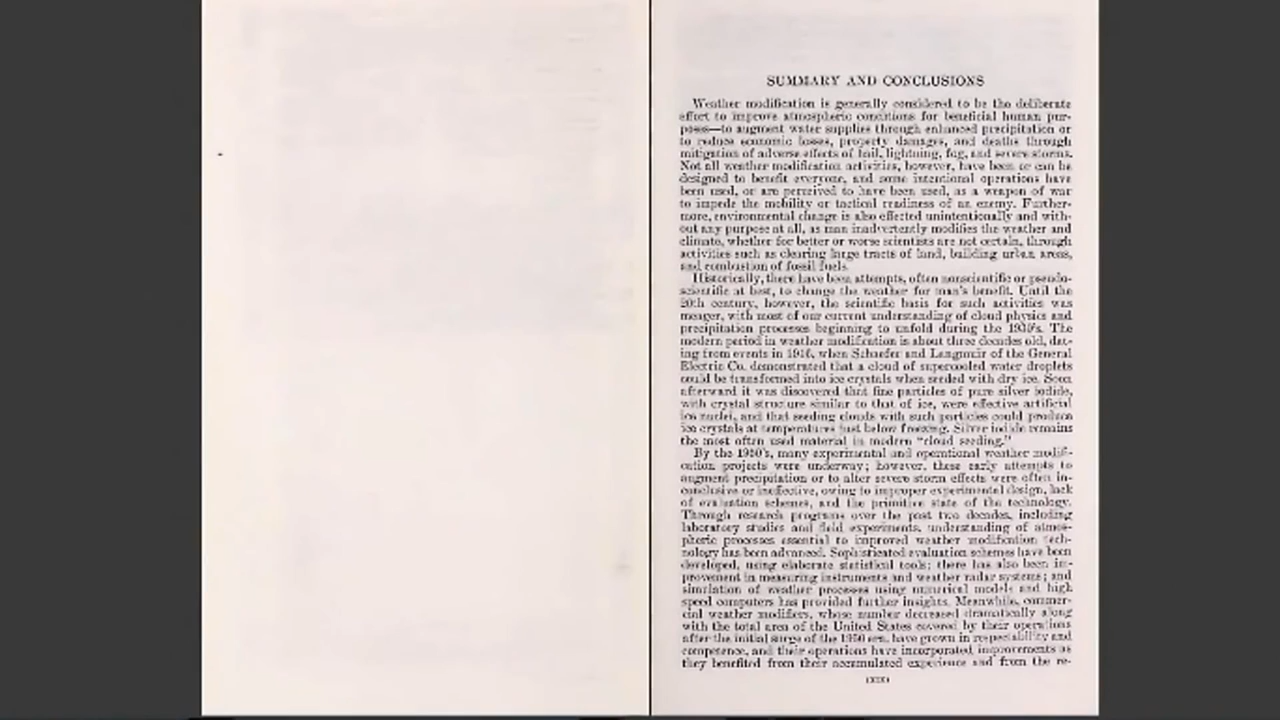 SUMMARY AND CONCLUSIONS
Weather modification is generally considered to be the deliberate
effort to improve atmospheric conditions for beneficial human pur-
poses—to augment water supplies through enhanced precipitation or
to reduce economic losses, property damages, and deaths through
mitigation of adverse effects of hail, lightning, fog, and severe storms.
Not all weather modification activities, however, have been or can be
designed to benefit everyone, and some intentional operations have
been used, or are perceived to have been used, as a weapon of war
to impede the mobility or tactical readiness of an enemy. Further-
more, environmental change is also effected unintentionally and with-
out any purpose at all, as man inadvertently modifies the weather and
climate, whether for better or worse scientists are not certain, through
activities such as clearing large tracts of land, building urban areas,
and combustion of fossil fuels.
Historically, there have been attempts, often nonscientific or pseudo-
scientific at best, to change the weather for man's benefit. Until the
20th century, however, the scientific basis for such activities was
meager, with most of our current understanding of cloud physics and
precipitation processes beginning to unfold during the 1930's. The
modern period in weather modification is about three decades old, dat-
ing from events in 1946, when Schaefer and Langmuir of the General
Electric Co. demonstrated that a cloud of supercooled water droplets
could be transformed into ice crystals when seeded with dry ice. Soon
afterward it was discovered that fine particles of pure silver iodide,
with crystal structure similar to that of ice, were effective artificial
ice nuclei, and that seeding clouds with such particles could produce
ice crystals at temperatures just below freezing. Silver iodide remains
the most often used material in modern "cloud seeding."
By the 1950's, many experimental and operational weather modifi-
cation projects were underway; however, these early attempts to
augment precipitation or to alter severe storm effects were often in-
conclusive or ineffective, owing to improper experimental design, lack
of evaluation schemes, and the primitive state of the technology.
Through research programs over the past two decades, including
laboratory studies and field experiments, understanding of atmos-
pheric processes essential to improved weather modification tech-
nology has been advanced. Sophisticated evaluation schemes have been
developed, using elaborate statistical tools; there has also been im-
provement in measuring instruments and weather radar systems; and
simulation of weather processes using numerical models and high
speed computers has provided further insights. Meanwhile, commer-
cial weather modifiers, whose number decreased dramatically along
with the total area of the United States covered by their operations
after the initial surge of the 1950 era, have grown in respectability and
competence, and their operations have incorporated improvements as
they benefited from their accumulated experience and from the re-
(XIX)